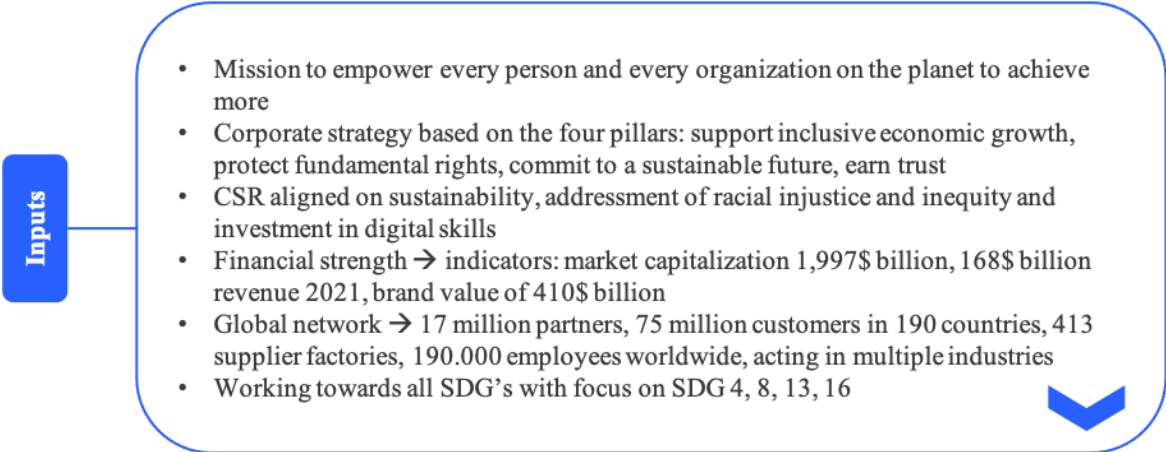 Inputs
• Mission to empower every person and every organization on the planet to achieve
more
• Corporate strategy based on the four pillars: support inclusive economic growth,
protect fundamental rights, commit to a sustainable future, earn trust
• CSR aligned on sustainability, addressment of racial injustice and inequity and
investment in digital skills
• Financial strength → indicators: market capitalization 1,997$ billion, 168$ billion
revenue 2021, brand value of 410$ billion
• Global network → 17 million partners, 75 million customers in 190 countries, 413
supplier factories, 190.000 employees worldwide, acting in multiple industries
• Working towards all SDG’s with focus on SDG 4, 8, 13, 16